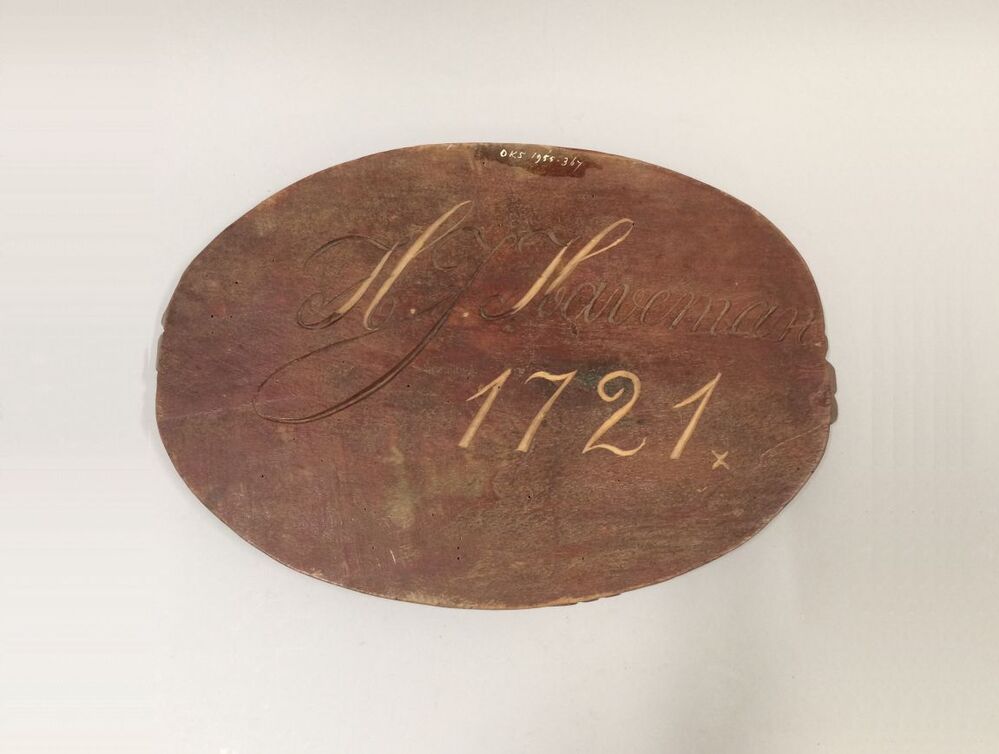 OKS 1955-367
H. J. Haveman
1721.